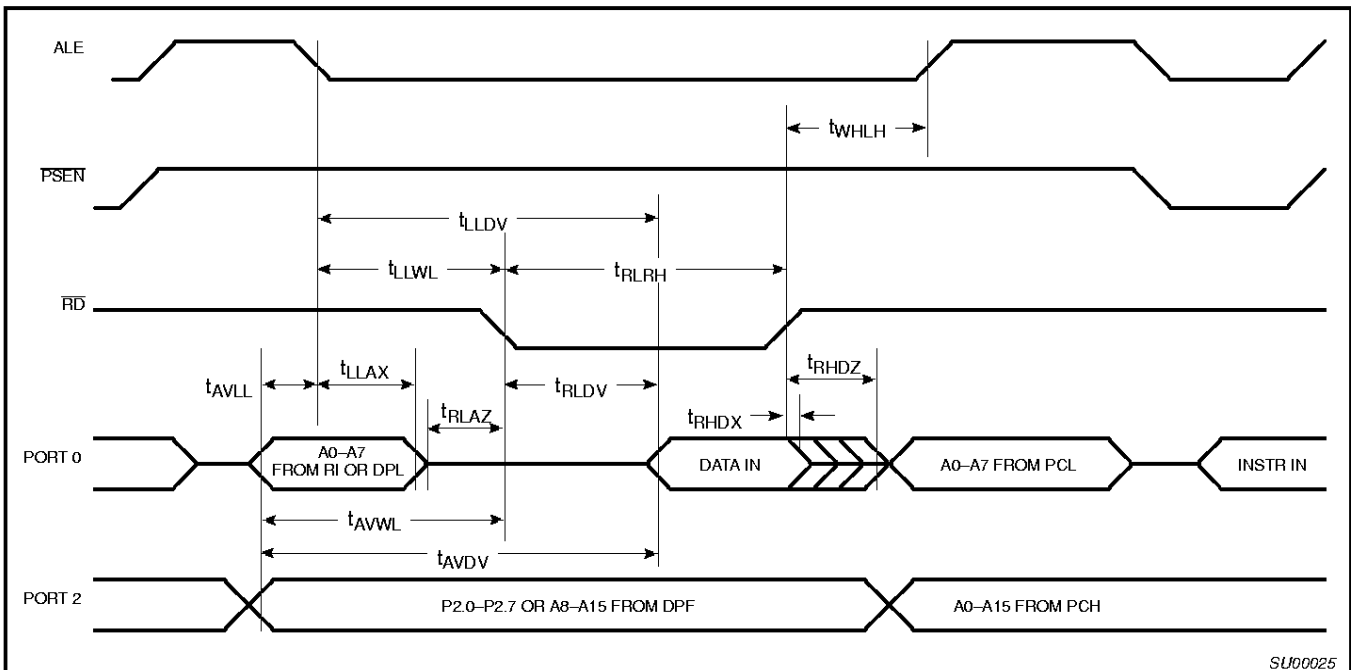 ALE
tWHLH
PSEN
tLLDV
tLLWL
tRLRH
RD
tAVLL
tLLAX
tRLDV
tRHDZ
tRLAZ
tRHDX
PORT 0
A0–A7
FROM RI OR DPL
DATA IN
A0–A7 FROM PCL
INSTR IN
tAVWL
tAVDV
PORT 2
P2.0–P2.7 OR A8–A15 FROM DPF
A0–A15 FROM PCH
SU00025